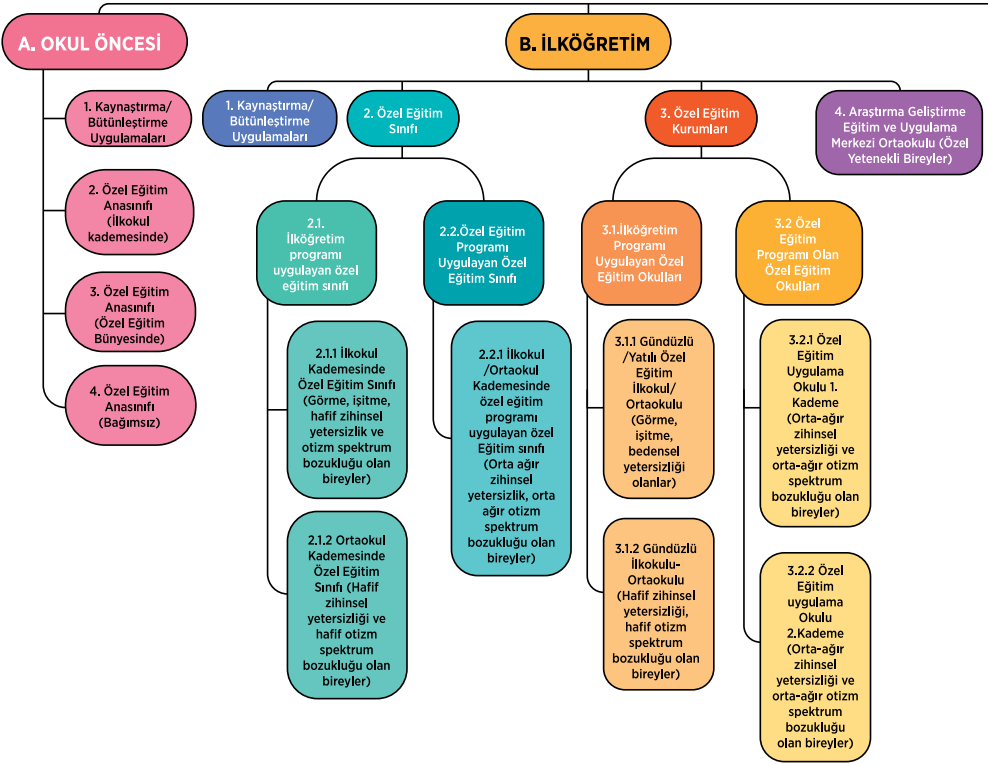 A. OKUL ÖNCESİ
1. Kaynaştırma/
Bütünleştirme
Uygulamaları
2. Özel Eğitim
Anasınıfı
(İlkokul
kademesinde)
3. Özel Eğitim
Anasınıfı
(Özel Eğitim
Bünyesinde)
4. Özel Eğitim
Anasınıfı
(Bağımsız)
B. İLKÖĞRETİM
1. Kaynaştırma/
Bütünleştirme
Uygulamaları
2. Özel Eğitim
Sınıfı
2.1.
İlköğretim
programı
uygulayan özel
eğitim sınıfı
2.1.1 İlkokul
Kademesinde
Özel Eğitim Sınıfı
(Görme, işitme,
hafif zihinsel
yetersizlik ve
otizm spektrum
bozukluğu olan
bireyler)
2.1.2 Ortaokul
Kademesinde
Özel Eğitim
Sınıfı (Hafif
zihinsel
yetersizliği ve
hafif otizm
spektrum
bozukluğu olan
bireyler)
2.2.Özel Eğitim
Programı
Uygulayan Özel
Eğitim Sınıfı
2.2.1 İlkokul
/Ortaokul
Kademesinde
özel eğitim
programı
uygulayan özel
Eğitim sınıfı
(Orta ağır
zihinsel
yetersizlik, orta
ağır otizm
spektrum
bozukluğu olan
bireyler)
3. Özel Eğitim
Kurumları
3.1.İlköğretim
Programı
Uygulayan Özel
Eğitim Okulları
3.1.1 Gündüzlü
/Yatılı Özel
Eğitim
İlkokul/
Ortaokulu
(Görme,
işitme,
bedensel
yetersizliği
olanlar)
3.1.2 Gündüzlü
İlkokulu-
Ortaokulu
(Hafif zihinsel
yetersizliği,
hafif otizm
spektrum
bozukluğu olan
bireyler)
3.2 Özel
Eğitim
Programı Olan
Özel Eğitim
Okulları
3.2.1 Özel
Eğitim
Uygulama
Okulu 1.
Kademe
(Orta-ağır
zihinsel
yetersizliği ve
orta-ağır otizm
spektrum
bozukluğu olan
bireyler)
3.2.2 Özel
Eğitim
uygulama
Okulu
2.Kademe
(Orta-ağır
zihinsel
yetersizliği ve
orta-ağır otizm
spektrum
bozukluğu
olan bireyler)
4. Araştırma Geliştirme
Eğitim ve Uygulama
Merkezi Ortaokulu (Özel
Yetenekli Bireyler)